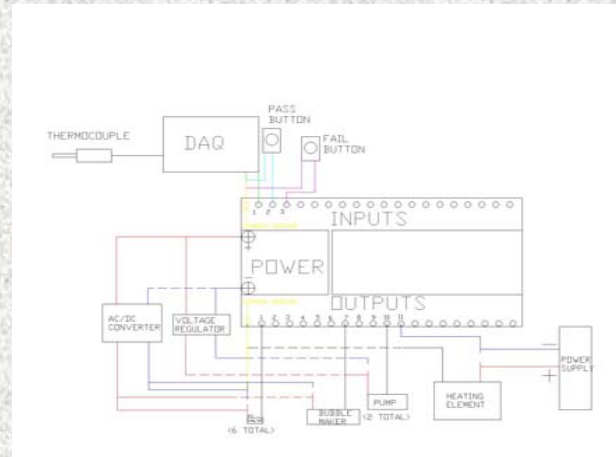 PASS
BUTTON
THERMOCOUPLE
DAQ
FAIL
BUTTON
1 2 3
INPUTS
+
POWER
−
OUTPUTS
1 2 3 4 5 6 7 8 9 10 11
AC/DC
CONVERTER
VOLTAGE
REGULATOR
POWER
SUPPLY
−
+
HEATING
ELEMENT
PUMP
(2 TOTAL)
BUBBLE
MAKER
(6 TOTAL)